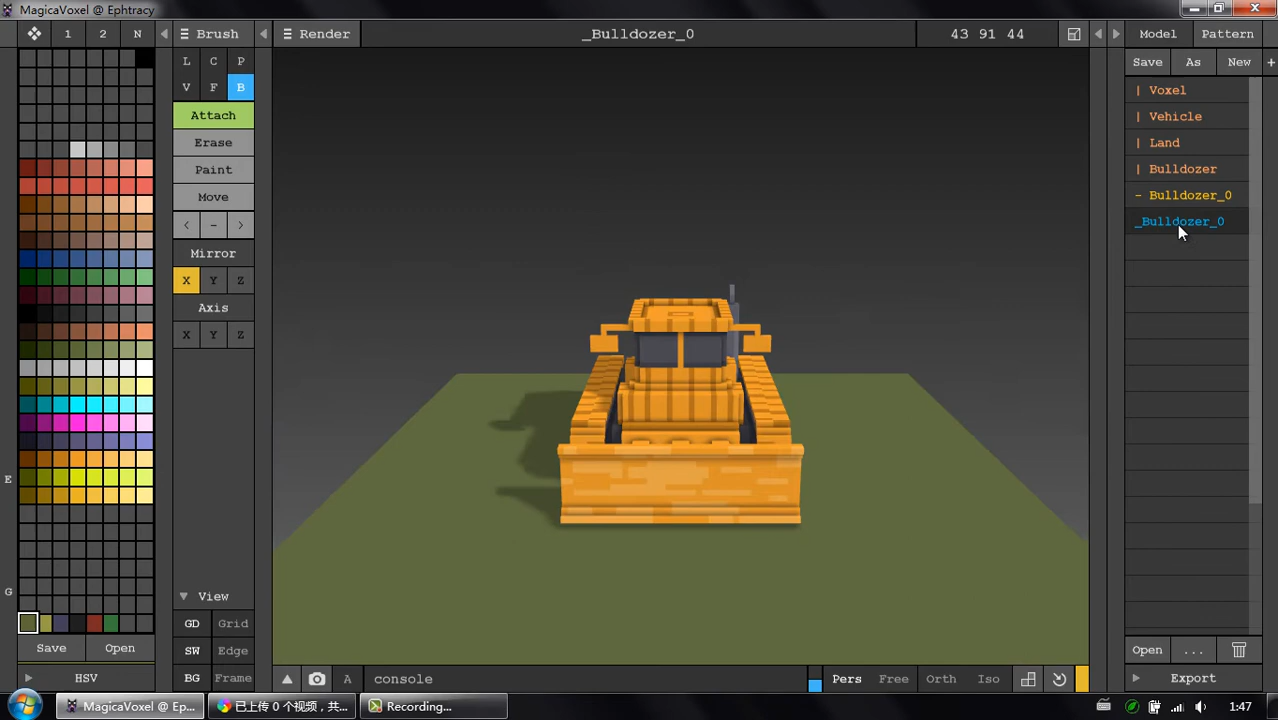 MagicaVoxel @ Ephtracy
1 2 N
Brush
Render
_Bulldozer_0
43 91 44
Model Pattern
L C P
V F B
Attach
Erase
Paint
Move
< - >
Mirror
X Y Z
Axis
X Y Z
View
GD Grid
SW Edge
BG Frame
E
G
Save Open
HSV
Save As New +
| Voxel
| Vehicle
| Land
| Bulldozer
- Bulldozer_0
_Bulldozer_0
Open ...
Export
A console
Pers Free Orth Iso
MagicaVoxel @ Ep...
已上传 0 个视频，共...
Recording...
1:47